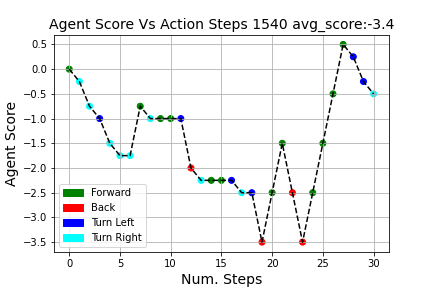 Agent Score Vs Action Steps 1540 avg_score:-3.4
Agent Score
0.5
0.0
−0.5
−1.0
−1.5
−2.0
−2.5
−3.0
−3.5
Forward
Back
Turn Left
Turn Right
0 5 10 15 20 25 30
Num. Steps